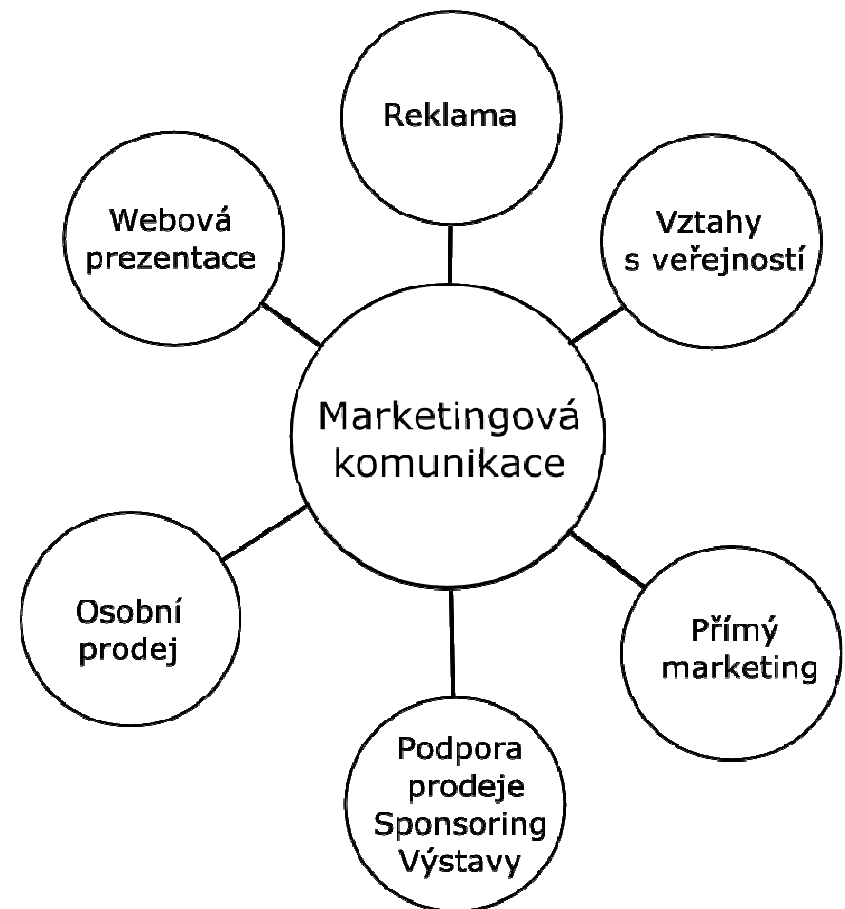 Reklama
Webová
prezentace
Vztahy
s veřejností
Marketingová
komunikace
Osobní
prodej
Přímý
marketing
Podpora
prodeje
Sponsoring
Výstavy